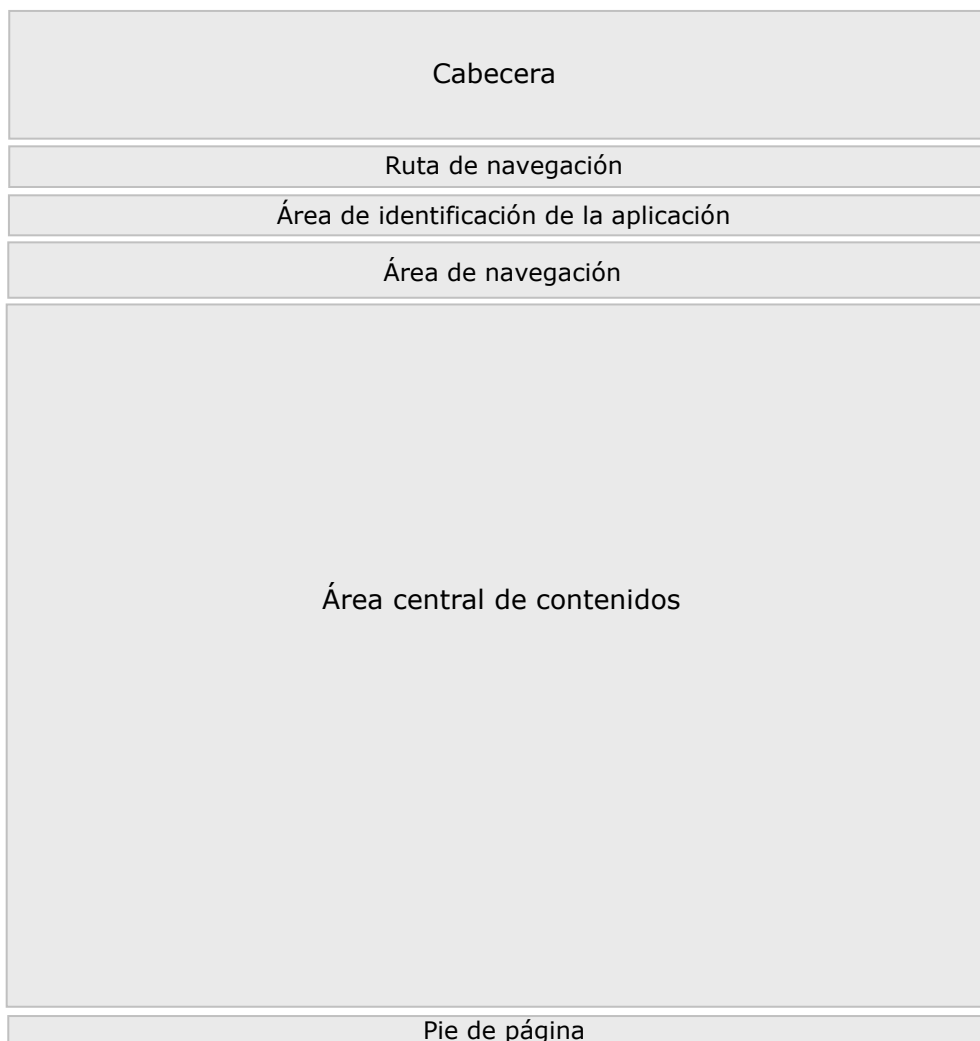 Cabecera
Ruta de navegación
Área de identificación de la aplicación
Área de navegación
Área central de contenidos
Pie de página